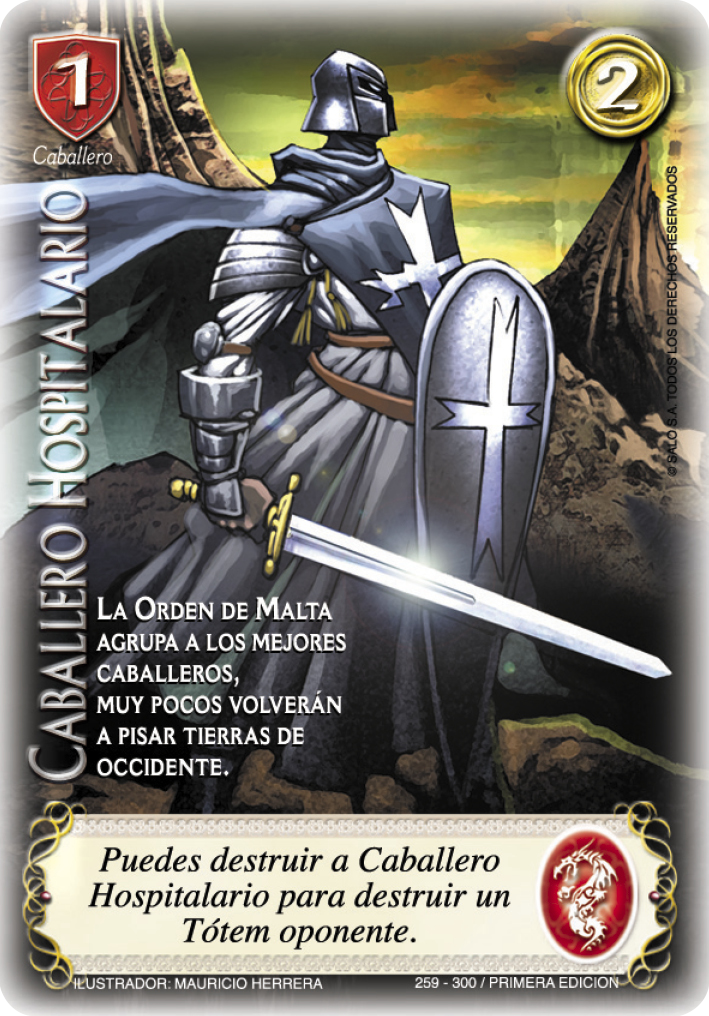 1
2
Caballero
CABALLERO HOSPITALARIO
© SALO S.A. TODOS LOS DERECHOS RESERVADOS
LA ORDEN DE MALTA
AGRUPA A LOS MEJORES
CABALLEROS,
MUY POCOS VOLVERÁN
A PISAR TIERRAS DE
OCCIDENTE.
Puedes destruir a Caballero
Hospitalario para destruir un
Tótem oponente.
ILUSTRADOR: MAURICIO HERRERA
259 - 300 / PRIMERA EDICION